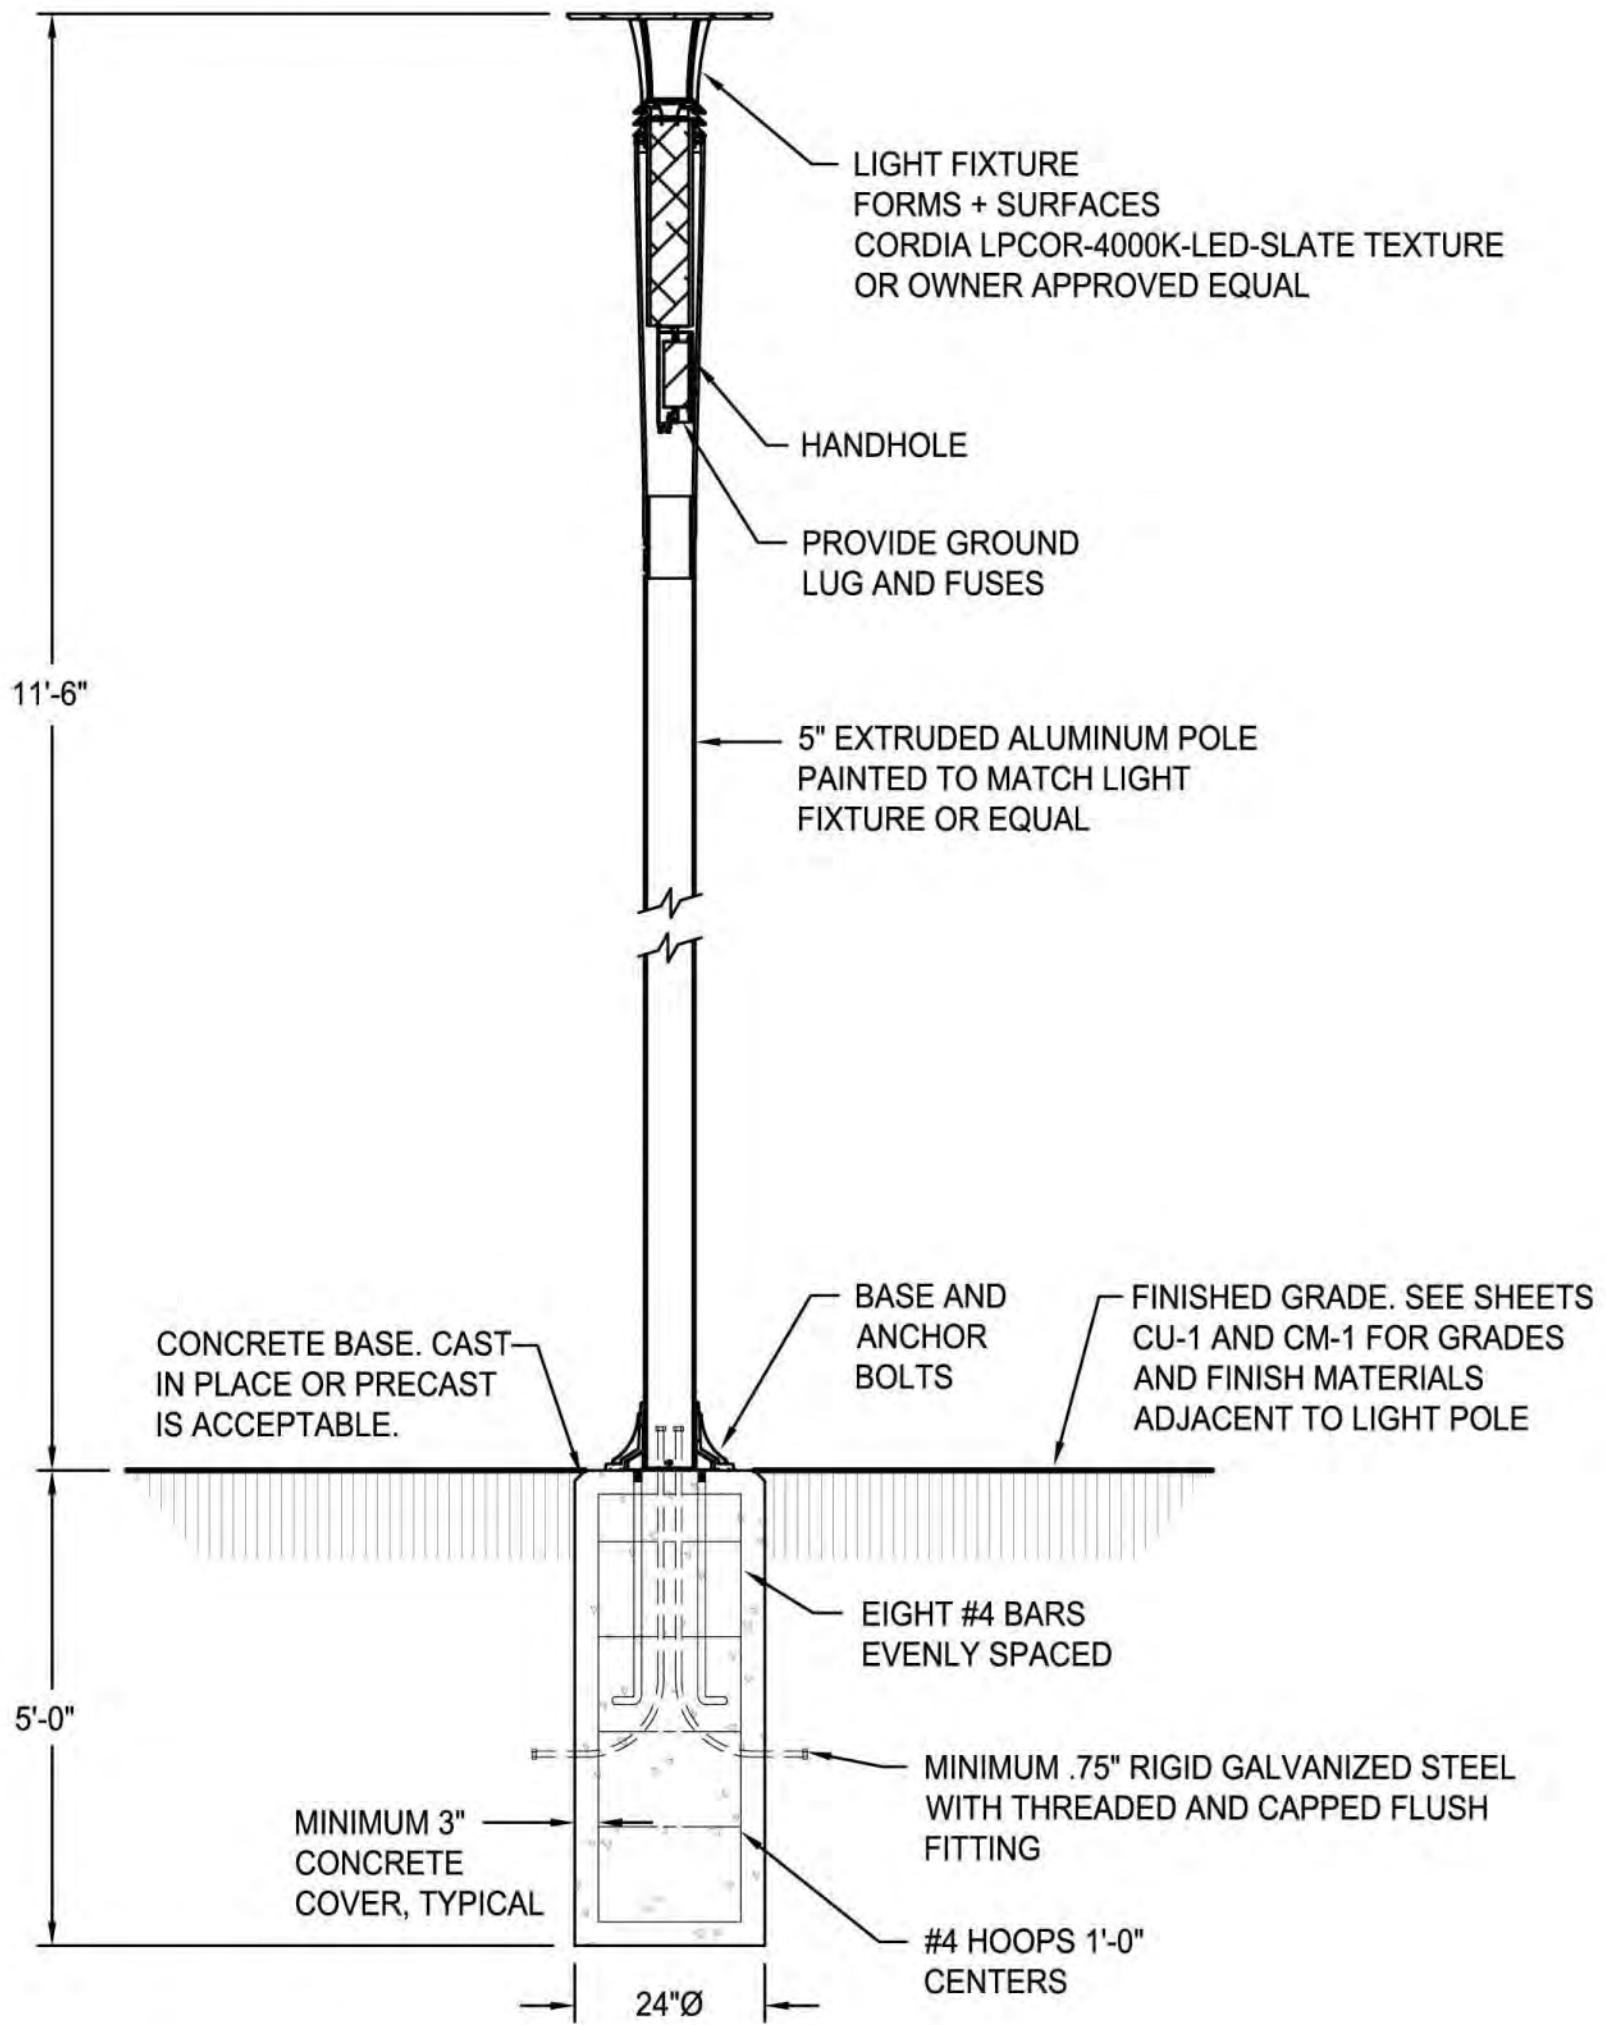 LIGHT FIXTURE
FORMS + SURFACES
CORDIA LPCOR-4000K-LED-SLATE TEXTURE
OR OWNER APPROVED EQUAL
HANDHOLE
PROVIDE GROUND
LUG AND FUSES
11'-6"
5" EXTRUDED ALUMINUM POLE
PAINTED TO MATCH LIGHT
FIXTURE OR EQUAL
BASE AND
ANCHOR
BOLTS
FINISHED GRADE. SEE SHEETS
CU-1 AND CM-1 FOR GRADES
AND FINISH MATERIALS
ADJACENT TO LIGHT POLE
CONCRETE BASE. CAST
IN PLACE OR PRECAST
IS ACCEPTABLE.
EIGHT #4 BARS
EVENLY SPACED
5'-0"
MINIMUM .75" RIGID GALVANIZED STEEL
WITH THREADED AND CAPPED FLUSH
FITTING
MINIMUM 3"
CONCRETE
COVER, TYPICAL
#4 HOOPS 1'-0"
CENTERS
24"Ø